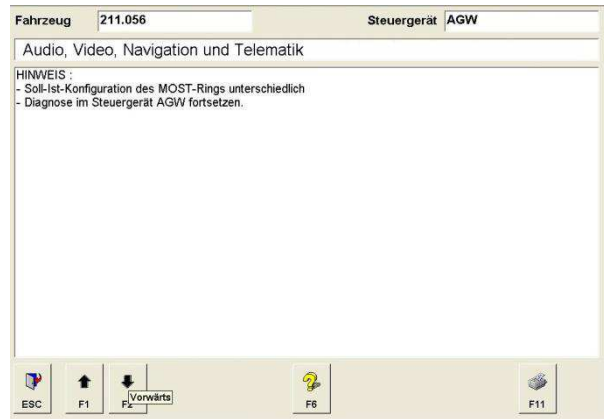 Fahrzeug 211.056 Steuergerät AGW
Audio, Video, Navigation und Telematik
HINWEIS :
- Soll-Ist-Konfiguration des MOST-Rings unterschiedlich
- Diagnose im Steuergerät AGW fortsetzen.
Vorwärts
ESC F1 F2 F6 F11